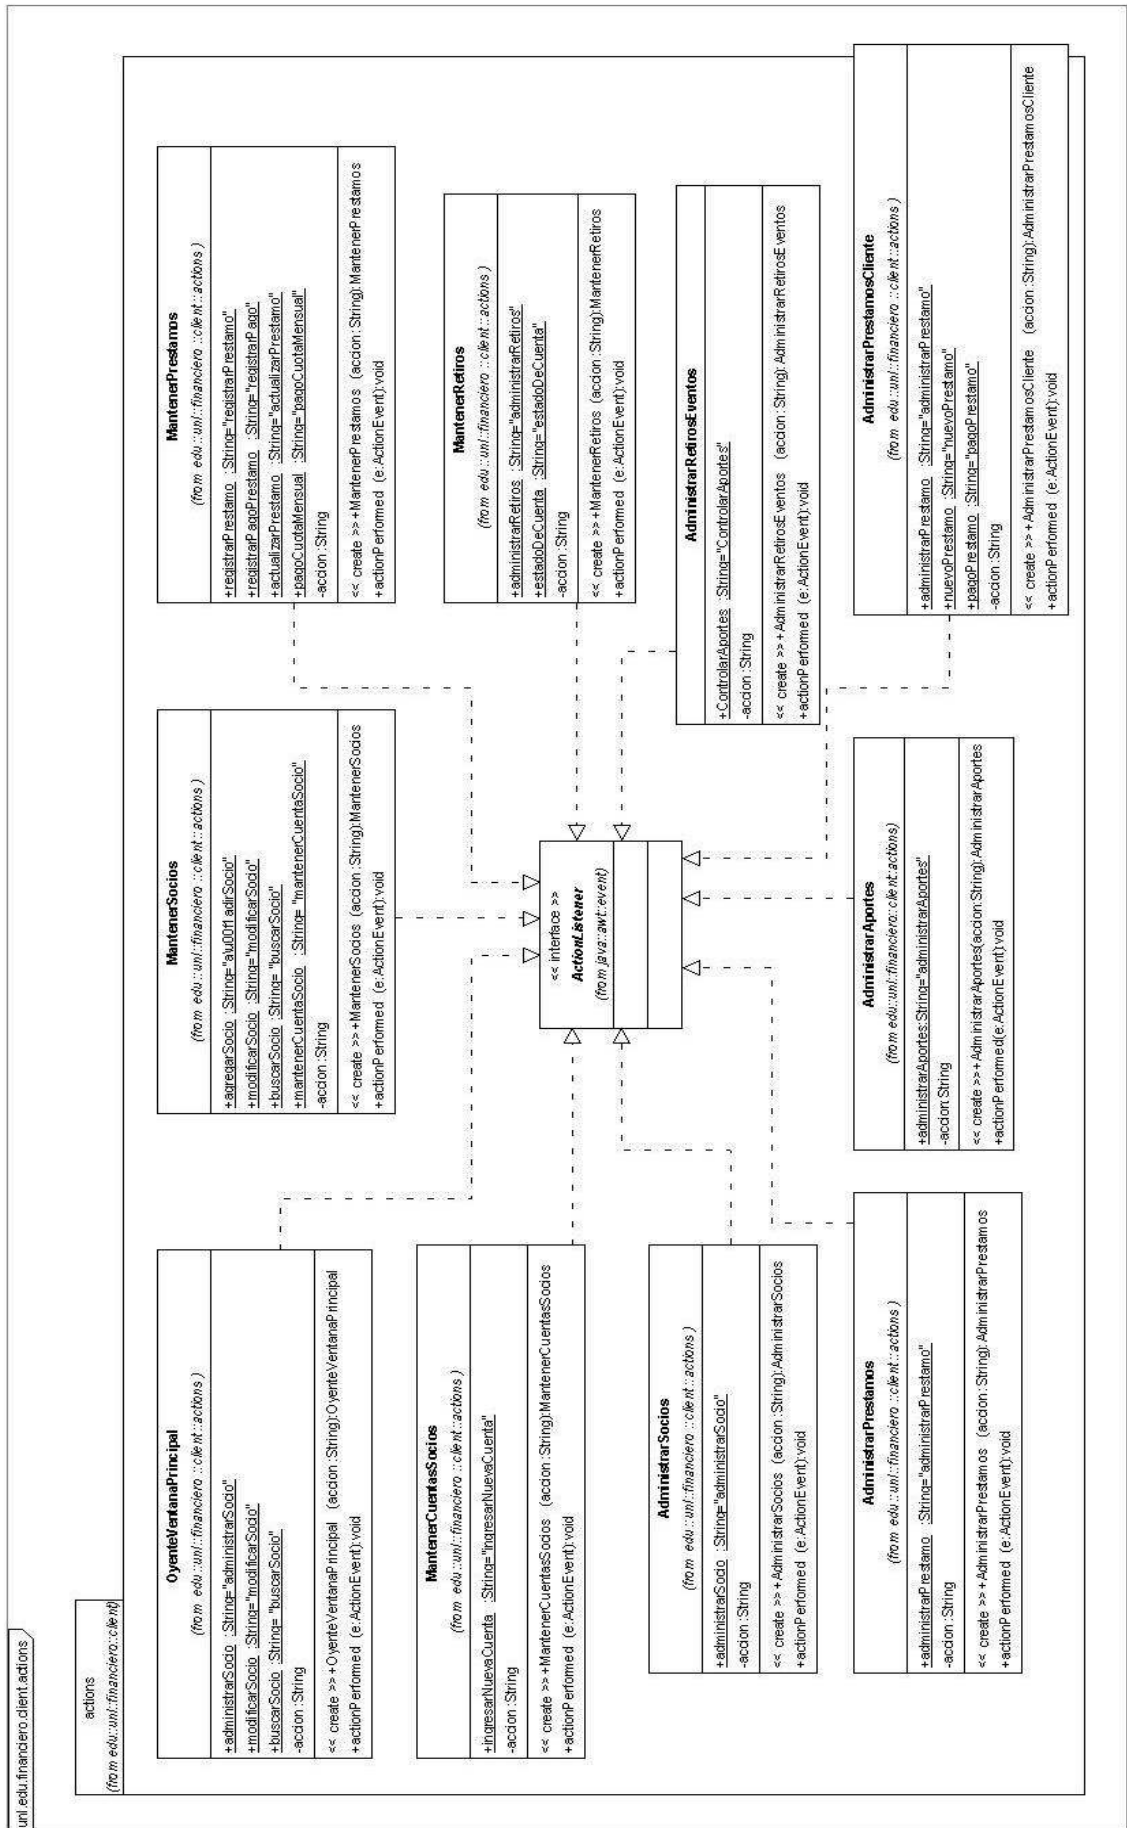 unl.edu.financiero.client.actions
actions
(from edu::unl::financiero::client)
OyenteVentanaPrincipal
(from edu::unl::financiero ::client ::actions )
+administrarSocio :String="administrarSocio"
+modificarSocio :String="modificarSocio"
+buscarSocio :String= "buscarSocio"
-accion :String
<< create >>+OyenteVentanaPrincipal (accion :String):OyenteVentanaPrincipal
+actionPerformed (e:ActionEvent):void
MantenerSocios
(from edu::unl::financiero ::client ::actions )
+agregarSocio :String="a\u00f1adirSocio"
+modificarSocio :String="modificarSocio"
+buscarSocio :String= "buscarSocio"
+mantenerCuentaSocio :String= "mantenerCuentaSocio"
-accion :String
<< create >>+MantenerSocios (accion :String):MantenerSocios
+actionPerformed (e:ActionEvent):void
MantenerPrestamos
(from edu::unl::financiero ::client ::actions )
+registrarPrestamo :String="registrarPrestamo"
+registrarPagoPrestamo :String="registrarPago"
+actualizarPrestamo :String="actualizarPrestamo"
+pagoCuotaMensual :String="pagoCuotaMensual"
-accion :String
<< create >>+MantenerPrestamos (accion :String):MantenerPrestamos
+actionPerformed (e:ActionEvent):void
MantenerCuentasSocios
(from edu::unl::financiero ::client ::actions )
+ingresarNuevaCuenta :String="ingresarNuevaCuenta"
-accion :String
<< create >>+MantenerCuentasSocios (accion :String):MantenerCuentasSocios
+actionPerformed (e:ActionEvent):void
<< interface >>
ActionListener
(from java::awt::event)
MantenerRetiros
(from edu::unl::financiero ::client ::actions )
+administrarRetiros :String="administrarRetiros"
+estadoDeCuenta :String="estadoDeCuenta"
-accion :String
<< create >>+MantenerRetiros (accion :String):MantenerRetiros
+actionPerformed (e:ActionEvent):void
AdministrarSocios
(from edu::unl::financiero ::client ::actions )
+administrarSocio :String="administrarSocio"
-accion :String
<< create >>+AdministrarSocios (accion :String):AdministrarSocios
+actionPerformed (e:ActionEvent):void
AdministrarRetirosEventos
(from edu::unl::financiero ::client ::actions )
+ControlarAportes :String="ControlarAportes"
-accion :String
<< create >>+AdministrarRetirosEventos (accion :String):AdministrarRetirosEventos
+actionPerformed (e:ActionEvent):void
AdministrarPrestamos
(from edu::unl::financiero ::client ::actions )
+administrarPrestamo :String="administrarPrestamo"
-accion :String
<< create >>+AdministrarPrestamos (accion :String):AdministrarPrestamos
+actionPerformed (e:ActionEvent):void
AdministrarAportes
(from edu::unl::financiero::client::actions)
+administrarAportes:String="administrarAportes"
-accion:String
<< create >>+AdministrarAportes(accion:String):AdministrarAportes
+actionPerformed(e:ActionEvent):void
AdministrarPrestamosCliente
(from edu::unl::financiero ::client ::actions )
+administrarPrestamo :String="administrarPrestamo"
+nuevoPrestamo :String="nuevoPrestamo"
+pagoPrestamo :String="pagoPrestamo"
-accion :String
<< create >>+AdministrarPrestamosCliente (accion :String):AdministrarPrestamosCliente
+actionPerformed (e:ActionEvent):void